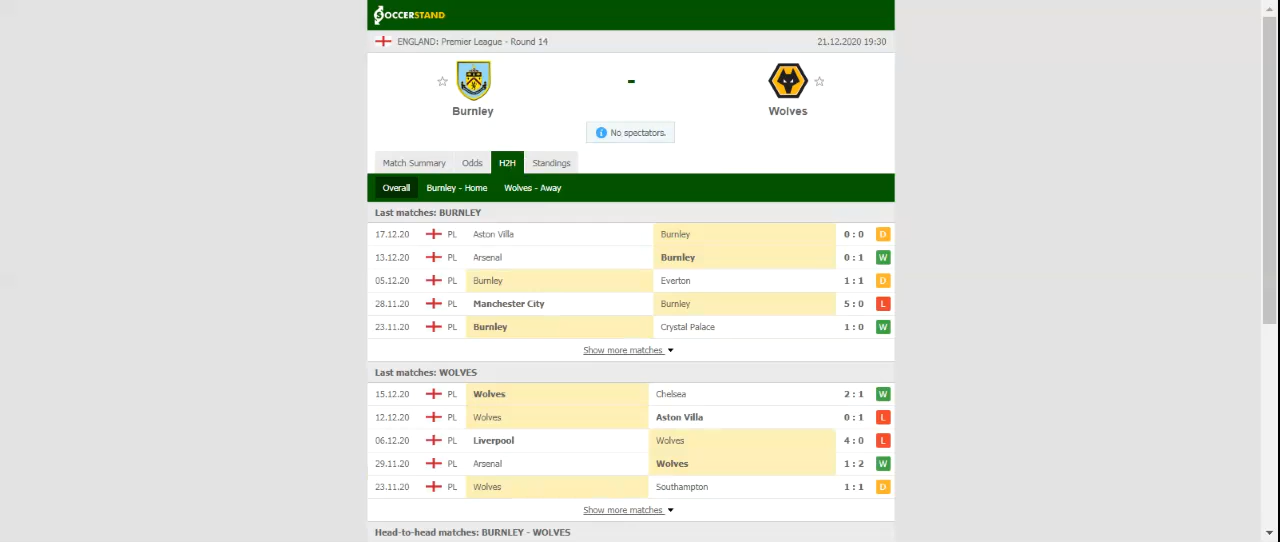 SOCCERSTAND
ENGLAND: Premier League - Round 14 21.12.2020 19:30
-
Burnley Wolves
No spectators.
Match Summary Odds H2H Standings
Overall Burnley - Home Wolves - Away
Last matches: BURNLEY
17.12.20 PL Aston Villa Burnley 0 : 0 D
13.12.20 PL Arsenal Burnley 0 : 1 W
05.12.20 PL Burnley Everton 1 : 1 D
28.11.20 PL Manchester City Burnley 5 : 0 L
23.11.20 PL Burnley Crystal Palace 1 : 0 W
Show more matches
Last matches: WOLVES
15.12.20 PL Wolves Chelsea 2 : 1 W
12.12.20 PL Wolves Aston Villa 0 : 1 L
06.12.20 PL Liverpool Wolves 4 : 0 L
29.11.20 PL Arsenal Wolves 1 : 2 W
23.11.20 PL Wolves Southampton 1 : 1 D
Show more matches
Head-to-head matches: BURNLEY - WOLVES